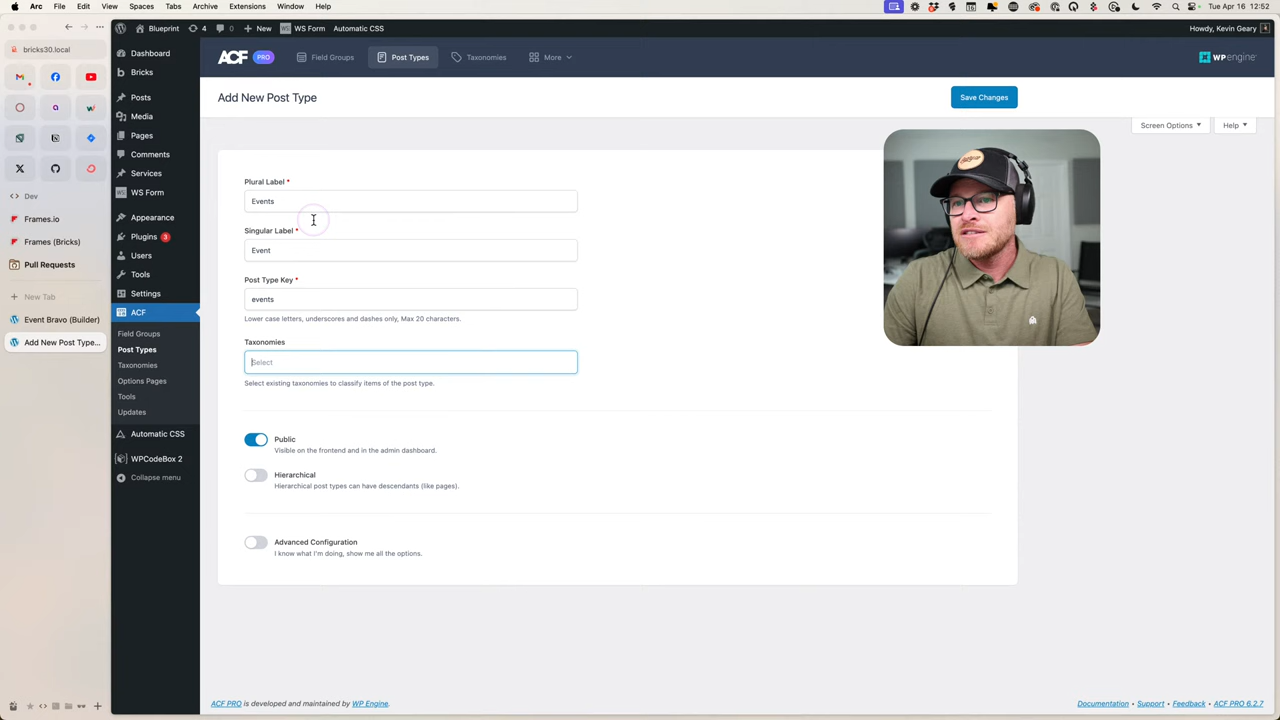 Arc File Edit View Spaces Tabs Archive Extensions Window Help
Tue Apr 16 12:52
bricks30.local
Dev
Frames.io
Frames (Bricks)
Pull Requests
New Tab
Event Bravo (Builder)
Add New Post Type...
Blueprint 4 0 New WS Form Automatic CSS
Howdy, Kevin Geary
Dashboard
Bricks
Posts
Media
Pages
Comments
Services
WS Form
Appearance
Plugins 3
Users
Tools
Settings
ACF
Field Groups
Post Types
Taxonomies
Options Pages
Tools
Updates
Automatic CSS
WPCodeBox 2
Collapse menu
ACF PRO Field Groups Post Types Taxonomies More
WPengine
Add New Post Type
Save Changes
Screen Options Help
Plural Label *
Events
Singular Label *
Event
Post Type Key *
events
Lower case letters, underscores and dashes only, Max 20 characters.
Taxonomies
Select
Select existing taxonomies to classify items of the post type.
Public
Visible on the frontend and in the admin dashboard.
Hierarchical
Hierarchical post types can have descendants (like pages).
Advanced Configuration
I know what I'm doing, show me all the options.
ACF PRO is developed and maintained by WP Engine.
Documentation Support Feedback ACF PRO 6.2.7